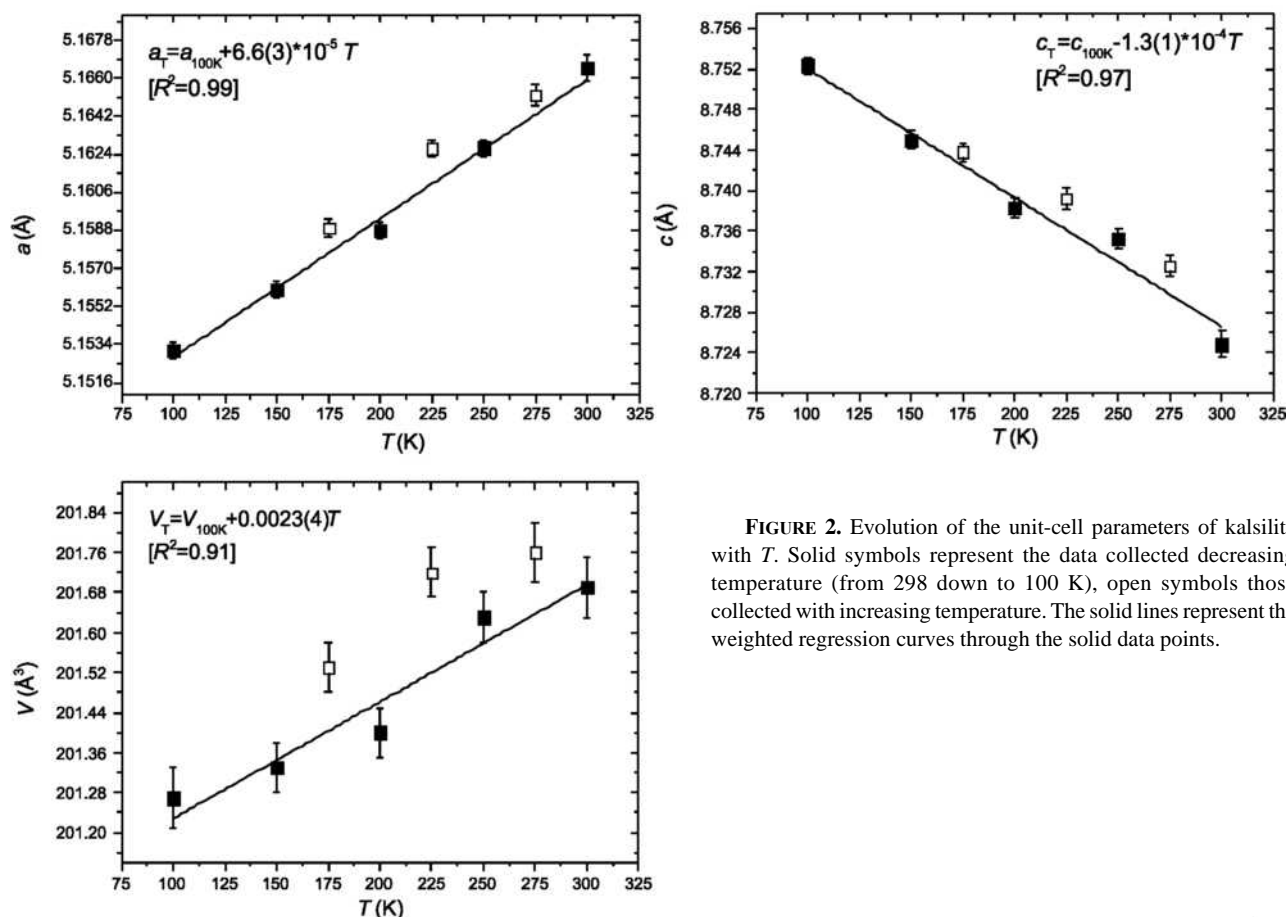 a_T=a_100K+6.6(3)*10^-5 T
[R^2=0.99]
5.1678
5.1660
5.1642
5.1624
5.1606
5.1588
5.1570
5.1552
5.1534
5.1516
a (Å)
75 100 125 150 175 200 225 250 275 300 325
T (K)
c_T=c_100K-1.3(1)*10^-4T
[R^2=0.97]
8.756
8.752
8.748
8.744
8.740
8.736
8.732
8.728
8.724
8.720
c (Å)
75 100 125 150 175 200 225 250 275 300 325
T (K)
V_T=V_100K+0.0023(4)T
[R^2=0.91]
201.84
201.76
201.68
201.60
201.52
201.44
201.36
201.28
201.20
V (Å^3)
75 100 125 150 175 200 225 250 275 300 325
T (K)
FIGURE 2. Evolution of the unit-cell parameters of kalsilit
with T. Solid symbols represent the data collected decreasing
temperature (from 298 down to 100 K), open symbols thos
collected with increasing temperature. The solid lines represent th
weighted regression curves through the solid data points.